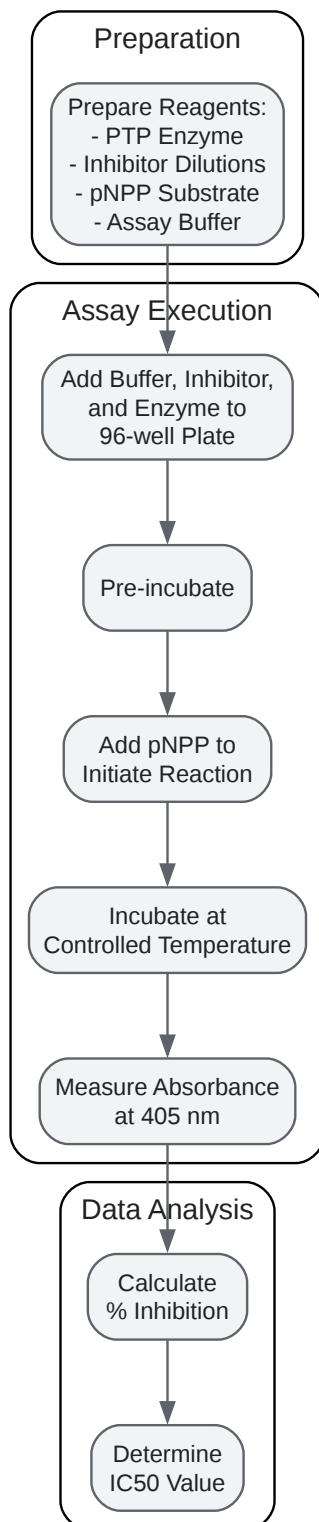 Preparation
Prepare Reagents:
- PTP Enzyme
- Inhibitor Dilutions
- pNPP Substrate
- Assay Buffer
Assay Execution
Add Buffer, Inhibitor,
and Enzyme to
96-well Plate
Pre-incubate
Add pNPP to
Initiate Reaction
Incubate at
Controlled Temperature
Measure Absorbance
at 405 nm
Data Analysis
Calculate
% Inhibition
Determine
IC50 Value